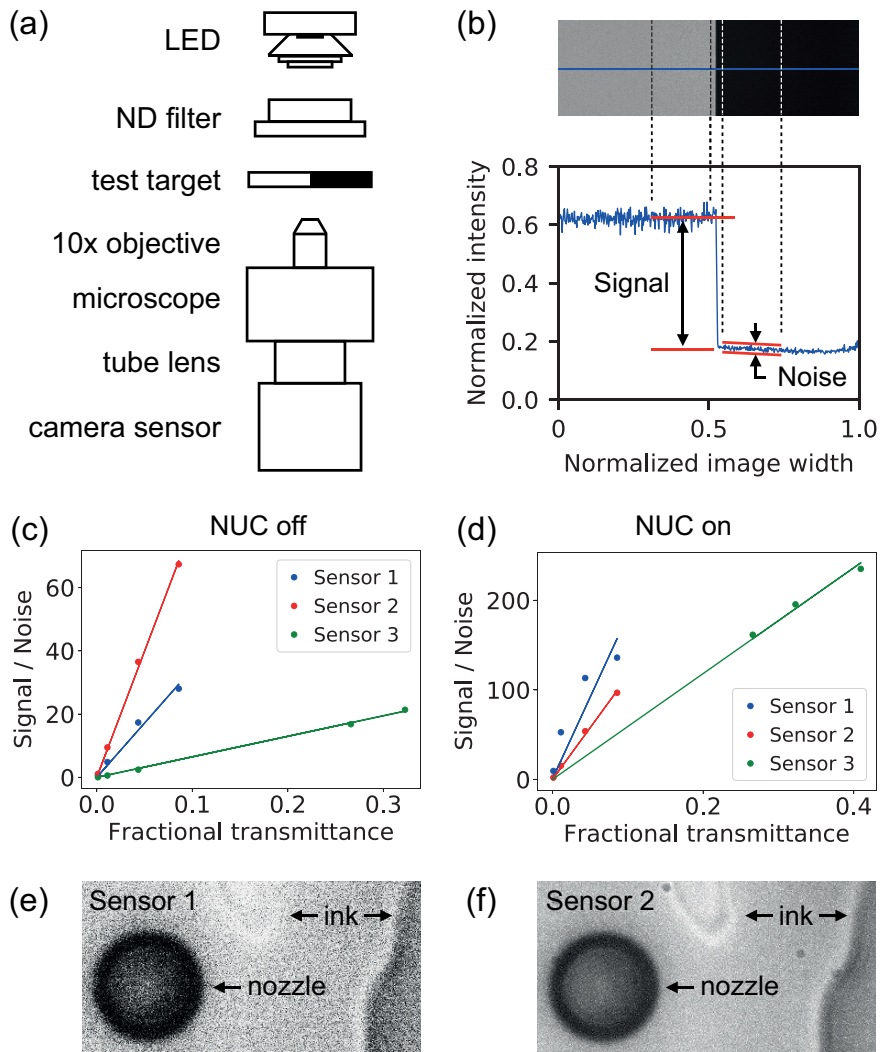 (a)
LED
ND filter
test target
10x objective
microscope
tube lens
camera sensor
(b)
0.8
0.6
0.4
0.2
0.0
Normalized intensity
Signal
Noise
0
0.5
1.0
Normalized image width
(c)
NUC off
60
40
20
0
Signal / Noise
Sensor 1
Sensor 2
Sensor 3
0.0
0.1
0.2
0.3
Fractional transmittance
(d)
NUC on
200
100
0
Signal / Noise
Sensor 1
Sensor 2
Sensor 3
0.0
0.2
0.4
Fractional transmittance
(e)
Sensor 1
ink
nozzle
(f)
Sensor 2
ink
nozzle